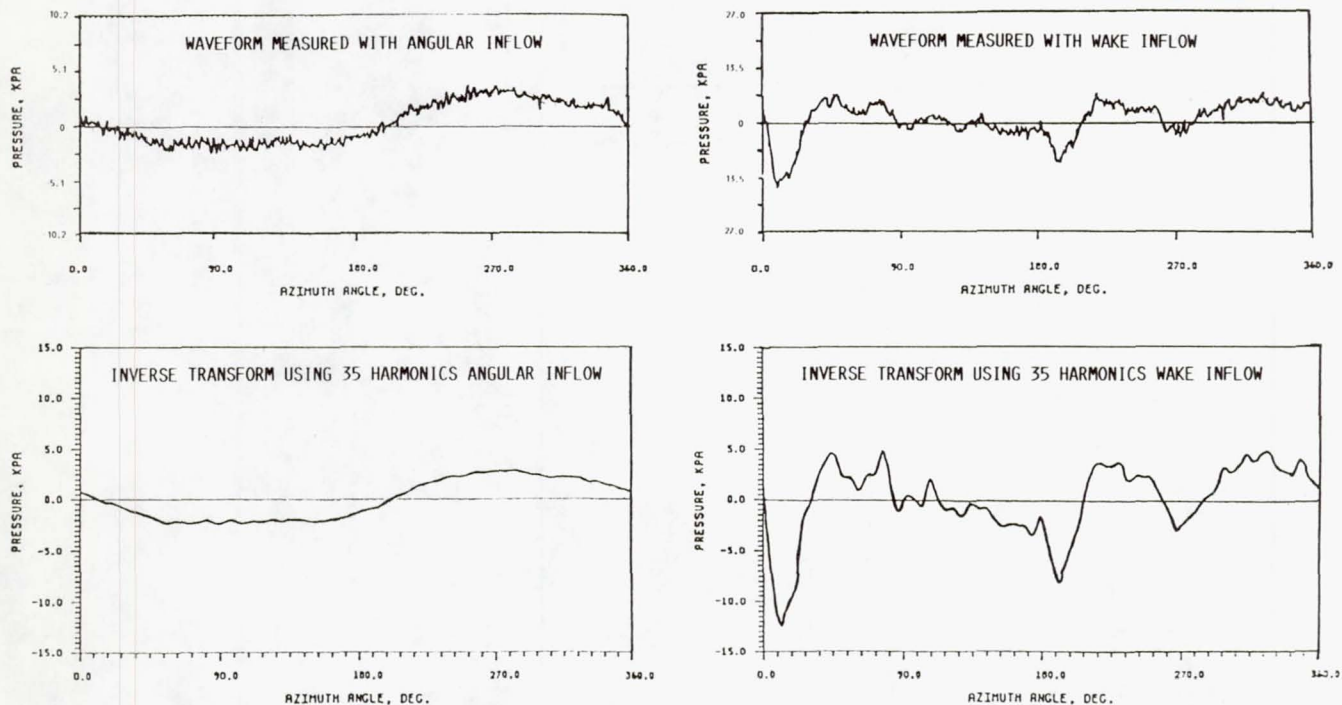 WAVEFORM MEASURED WITH ANGULAR INFLOW
10.2
5.1
0
5.1
10.2
PRESSURE, KPA
0.0 90.0 180.0 270.0 360.0
AZIMUTH ANGLE, DEG.
WAVEFORM MEASURED WITH WAKE INFLOW
27.0
13.5
0
13.5
27.0
PRESSURE, KPA
0.0 90.0 180.0 270.0 360.0
AZIMUTH ANGLE, DEG.
INVERSE TRANSFORM USING 35 HARMONICS ANGULAR INFLOW
15.0
10.0
5.0
0.0
-5.0
-10.0
-15.0
PRESSURE, KPA
0.0 90.0 180.0 270.0 360.0
AZIMUTH ANGLE, DEG.
INVERSE TRANSFORM USING 35 HARMONICS WAKE INFLOW
15.0
10.0
5.0
0.0
-5.0
-10.0
-15.0
PRESSURE, KPA
0.0 90.0 180.0 270.0 360.0
AZIMUTH ANGLE, DEG.